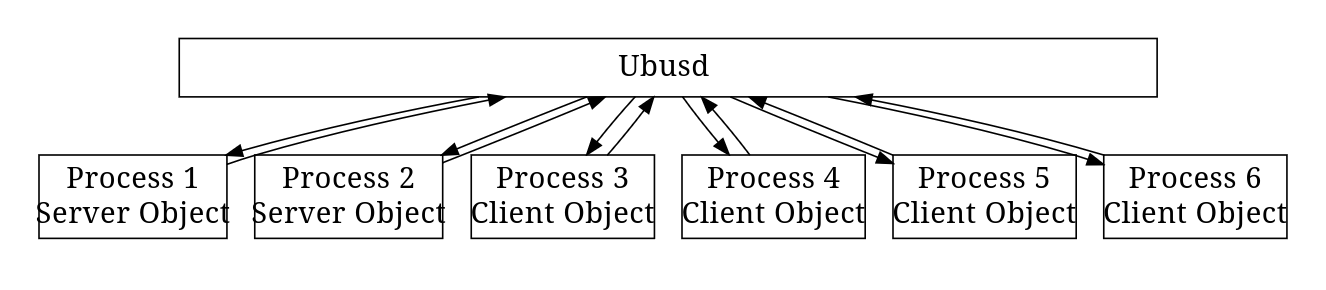 Ubusd
Process 1
Server Object
Process 2
Server Object
Process 3
Client Object
Process 4
Client Object
Process 5
Client Object
Process 6
Client Object